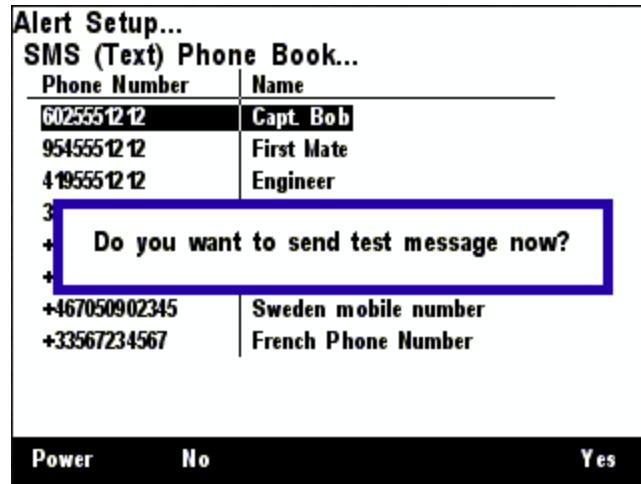 Alert Setup...
SMS (Text) Phone Book...
Phone Number Name
6025551212 Capt. Bob
9545551212 First Mate
4195551212 Engineer
3
+
+
Do you want to send test message now?
+467050902345 Sweden mobile number
+33567234567 French Phone Number
Power No Yes